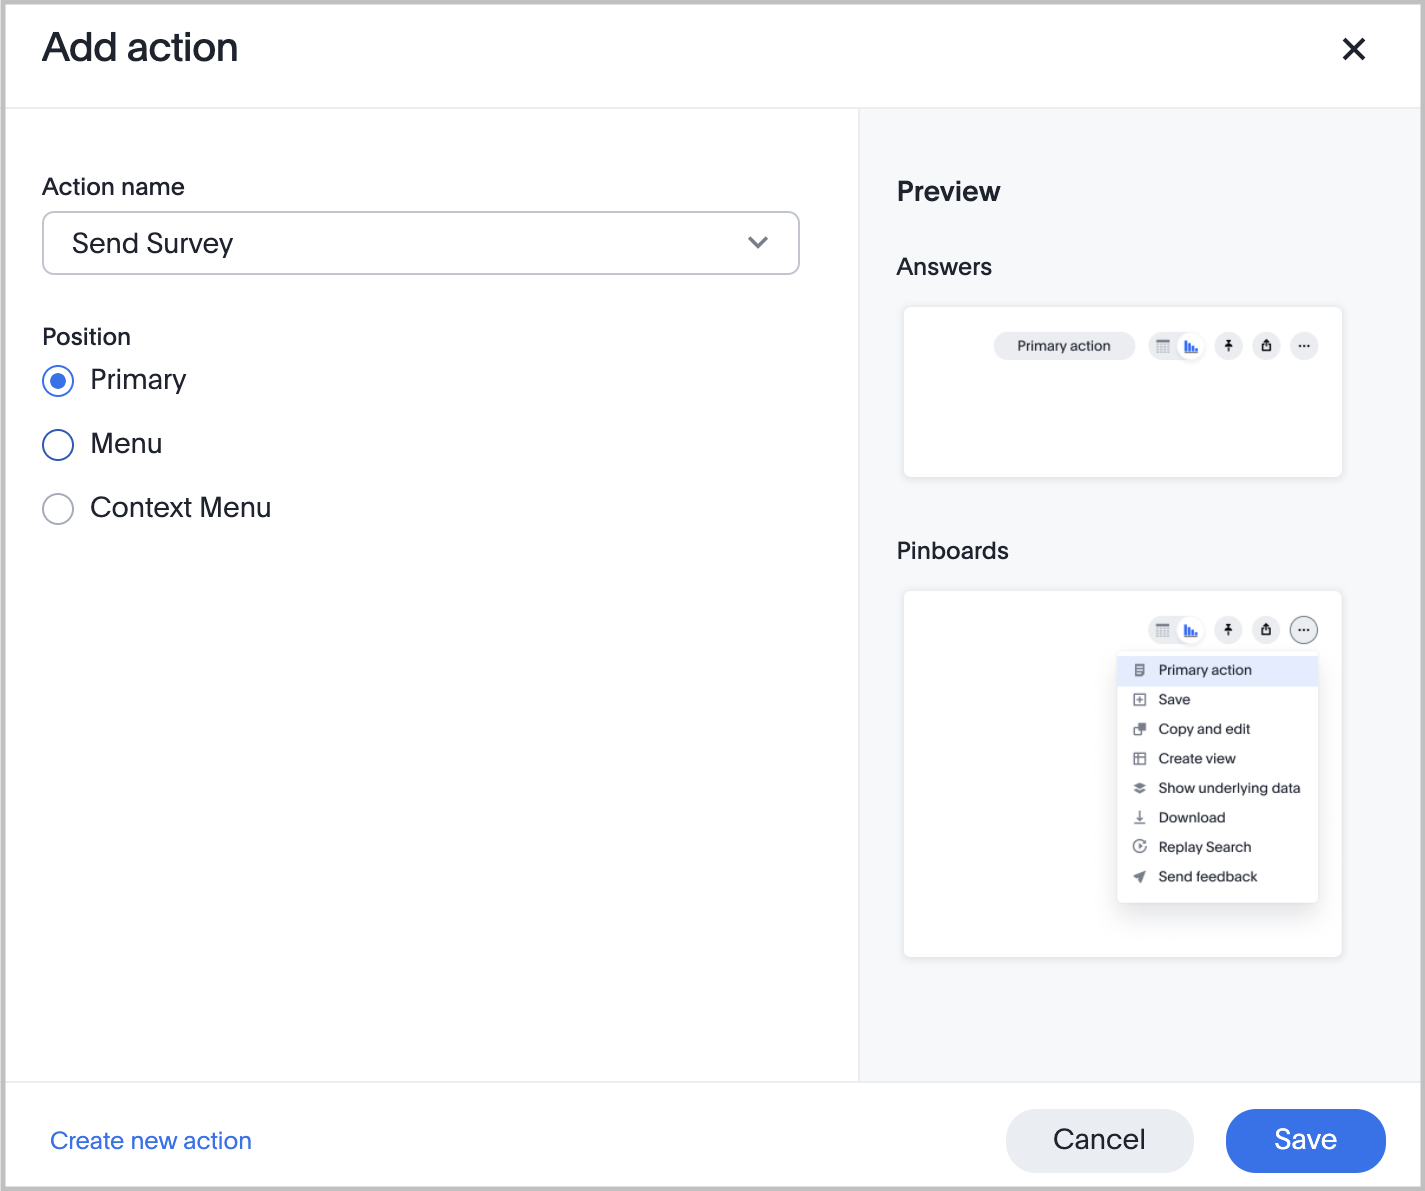 Add action
Action name
Send Survey
Position
Primary
Menu
Context Menu
Preview
Answers
Primary action
Pinboards
Primary action
Save
Copy and edit
Create view
Show underlying data
Download
Replay Search
Send feedback
Create new action
Cancel
Save